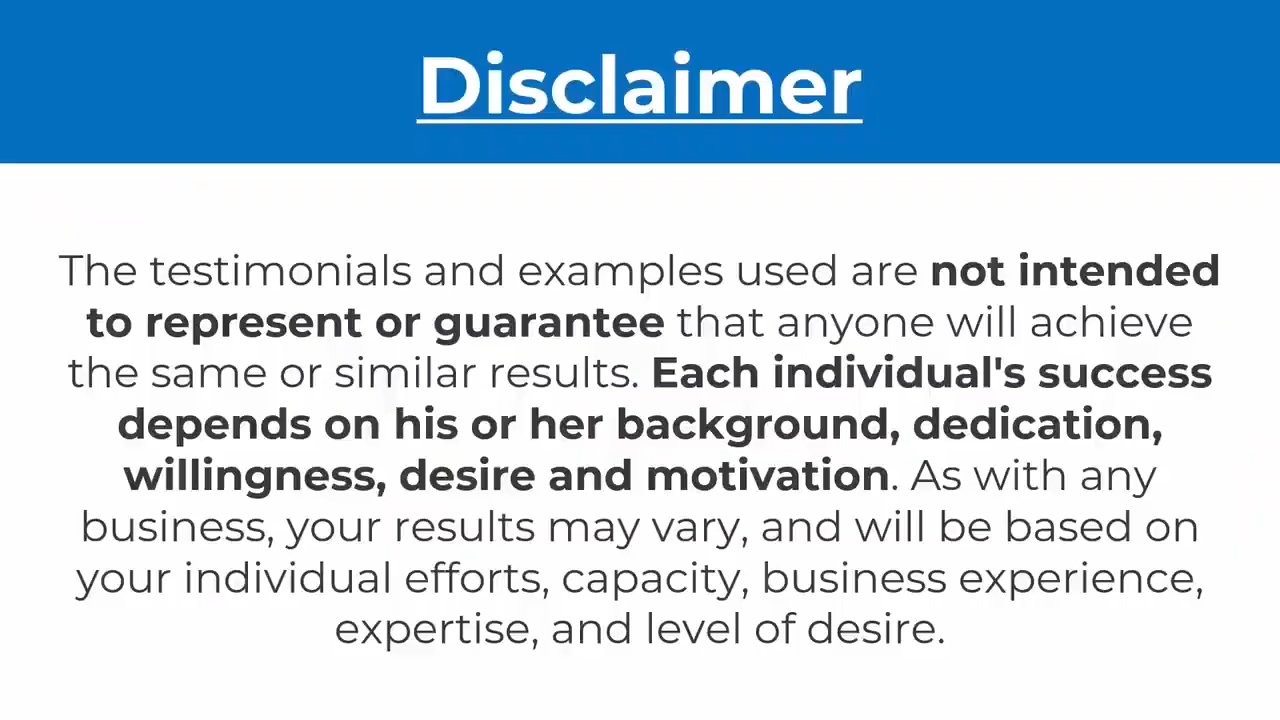 Disclaimer
The testimonials and examples used are not intended
to represent or guarantee that anyone will achieve
the same or similar results. Each individual's success
depends on his or her background, dedication,
willingness, desire and motivation. As with any
business, your results may vary, and will be based on
your individual efforts, capacity, business experience,
expertise, and level of desire.